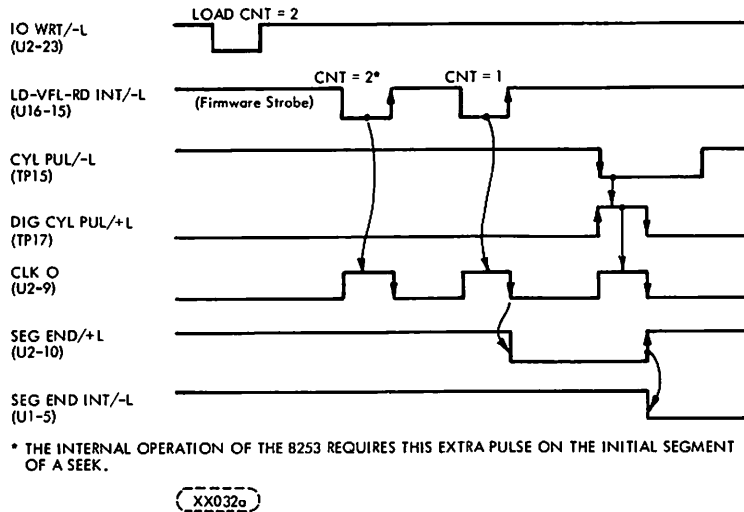 LOAD CNT = 2
IO WRT/-L
(U2-23)
CNT = 2*
CNT = 1
LD-VFL-RD INT/-L
(U16-15)
(Firmware Strobe)
CYL PUL/-L
(TP15)
DIG CYL PUL/+L
(TP17)
CLK O
(U2-9)
SEG END/+L
(U2-10)
SEG END INT/-L
(U1-5)
* THE INTERNAL OPERATION OF THE 8253 REQUIRES THIS EXTRA PULSE ON THE INITIAL SEGMENT
OF A SEEK.
XX032a